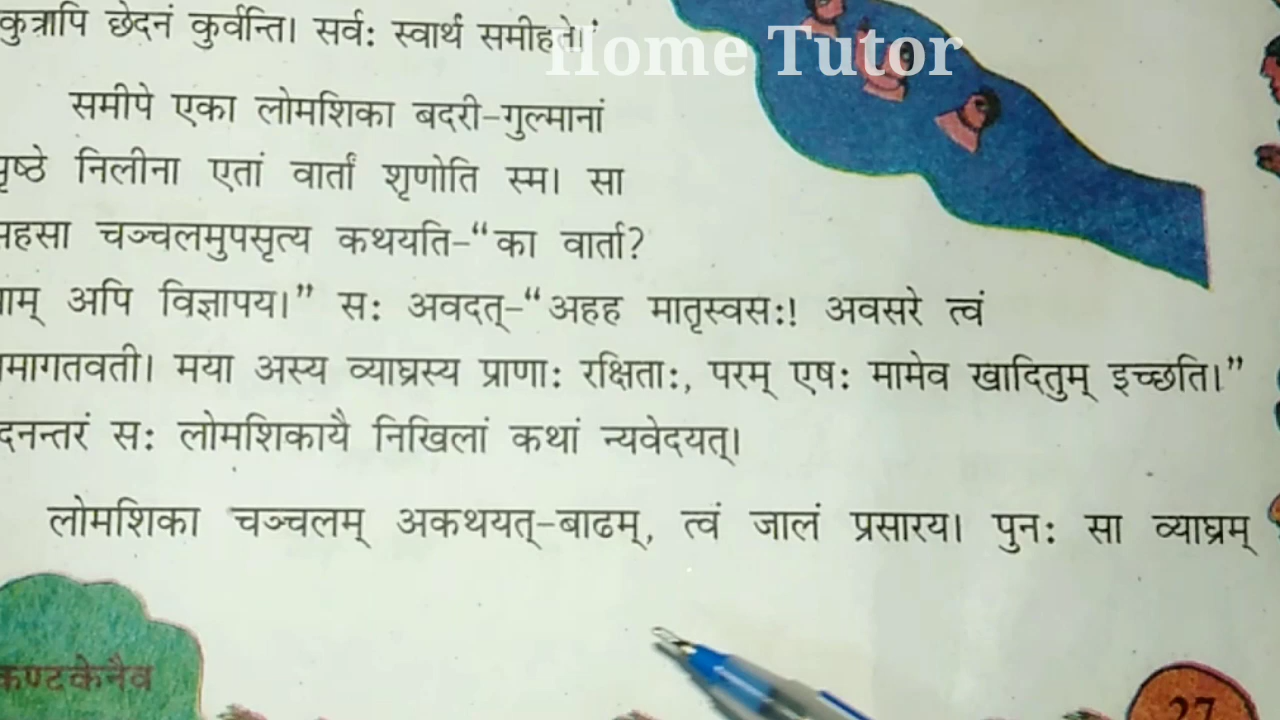 कुत्रापि छेदनं कुर्वन्ति। सर्वः स्वार्थं समीहते।
Home Tutor
समीपे एका लोमशिका बदरी-गुल्मानां
पृष्ठे निलीना एतां वार्तां शृणोति स्म। सा
सहसा चञ्चलमुपसृत्य कथयति-“का वार्ता?
माम् अपि विज्ञापय।” सः अवदत्-“अहह मातृस्वसः! अवसरे त्वं
समागतवती। मया अस्य व्याघ्रस्य प्राणाः रक्षिताः, परम् एषः मामेव खादितुम् इच्छति।”
तदनन्तरं सः लोमशिकायै निखिलां कथां न्यवेदयत्।
लोमशिका चञ्चलम् अकथयत्-बाढम्, त्वं जालं प्रसारय। पुनः सा व्याघ्रम्
कण्टकेनैव
27